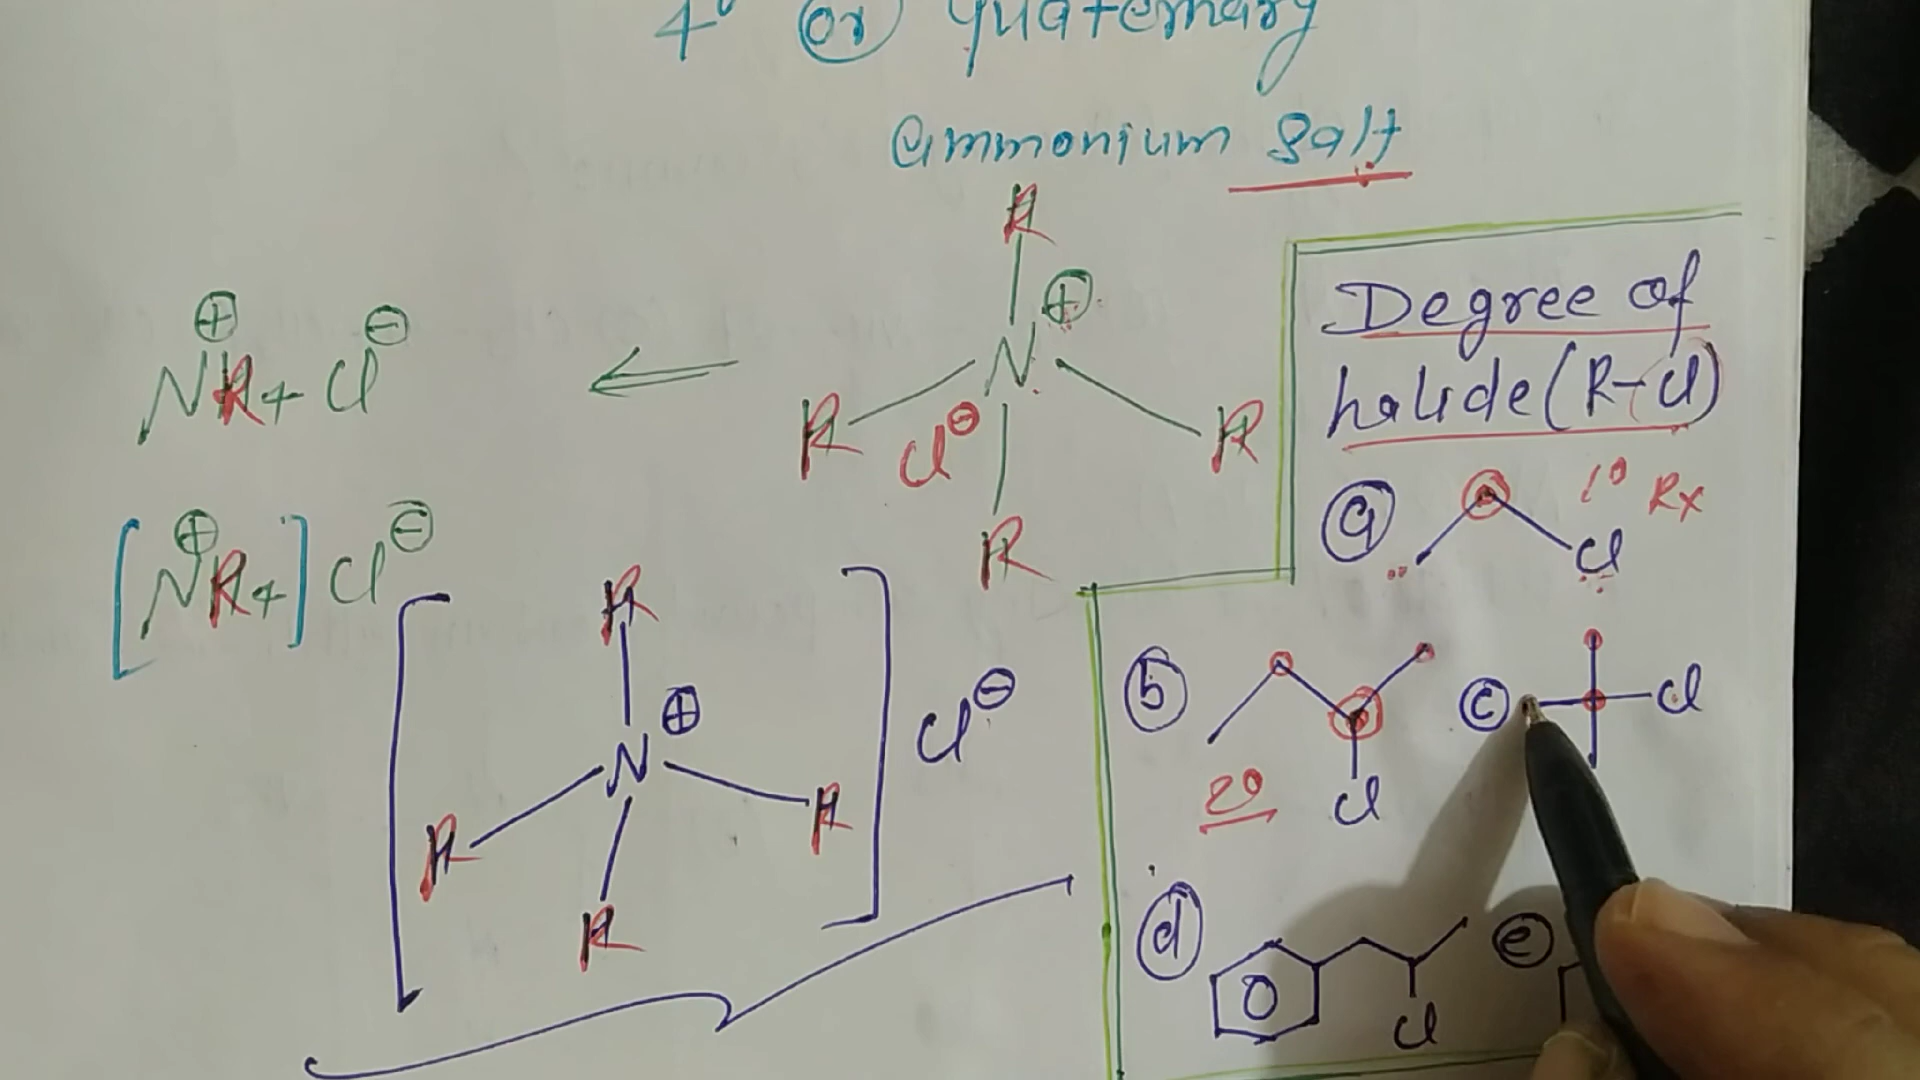 4° or Quaternary
ammonium salt
R
⊕
N
R
Cl⊖
R
R
⊕
NR4 Cl⊖
[⊕
NR4] Cl⊖
R
N⊕
R
R
R
Cl⊖
Degree of
halide (R-Cl)
a
1° RX
Cl
b
2°
Cl
c
Cl
d
Cl
e